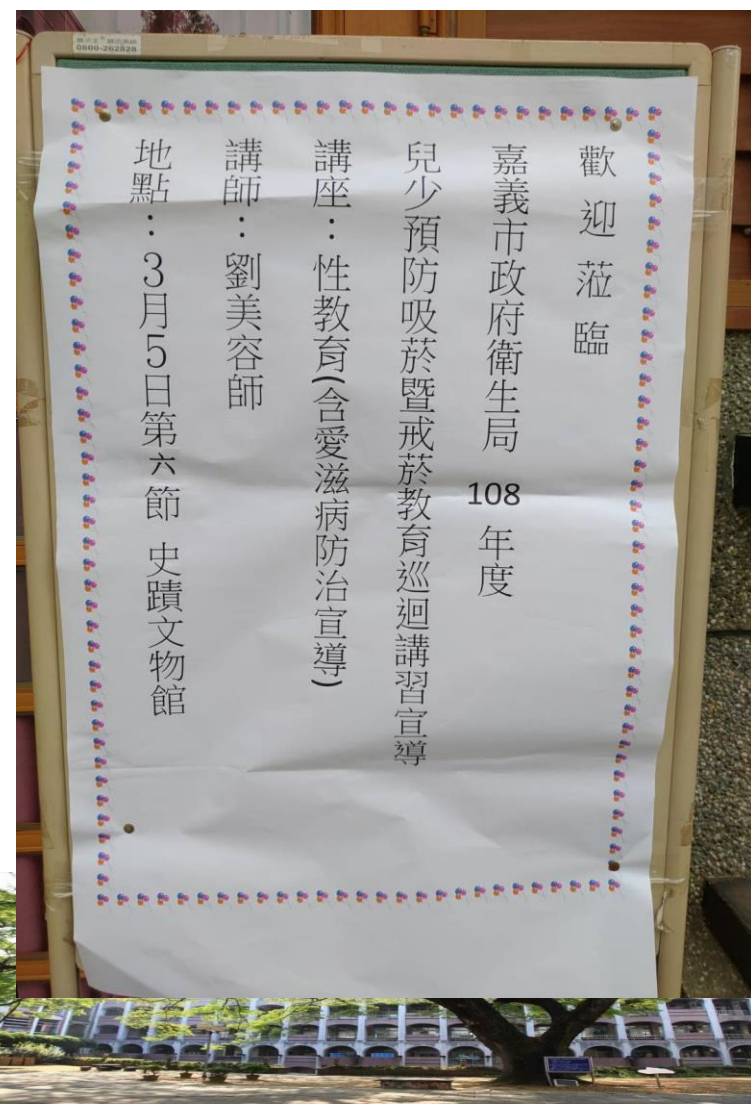 歡迎蒞臨
嘉義市政府衛生局 108 年度
兒少預防吸菸暨戒菸教育巡迴講習宣導
講座：性教育(含愛滋病防治宣導)
講師：劉美容師
地點：3月5日第六節 史蹟文物館
0800-262828